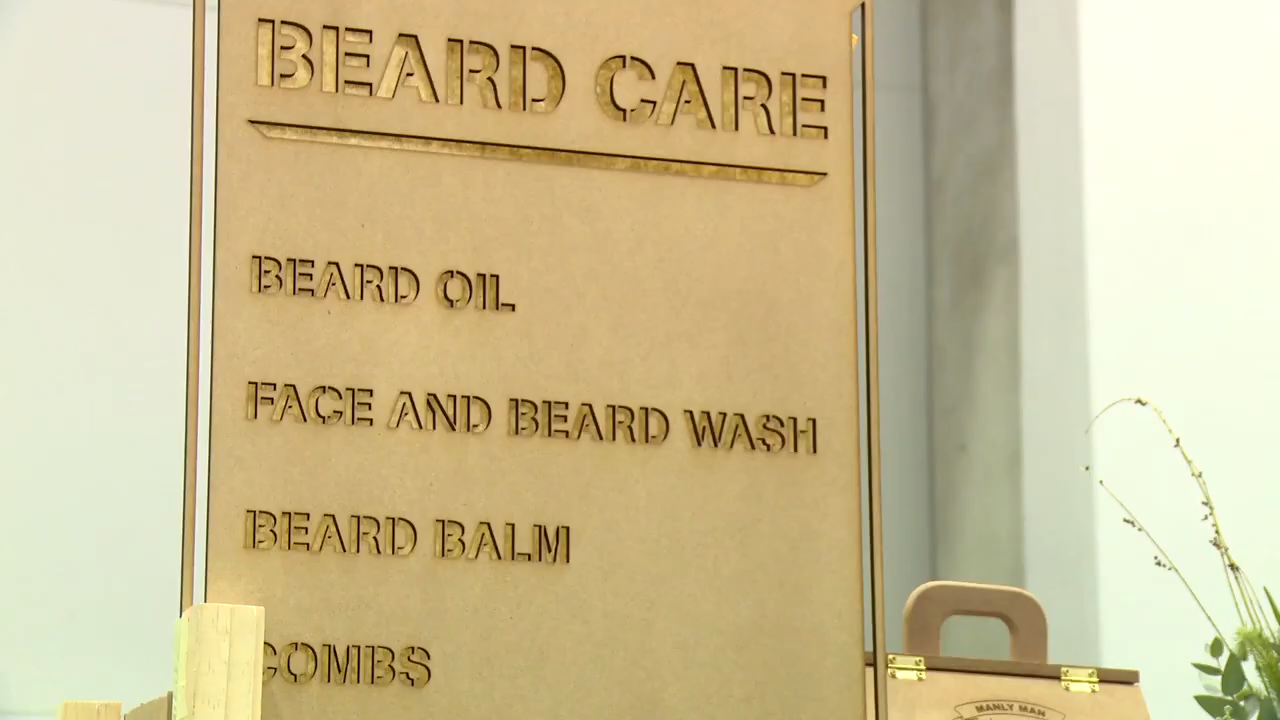 BEARD CARE
BEARD OIL
FACE AND BEARD WASH
BEARD BALM
COMBS
MANLY MAN